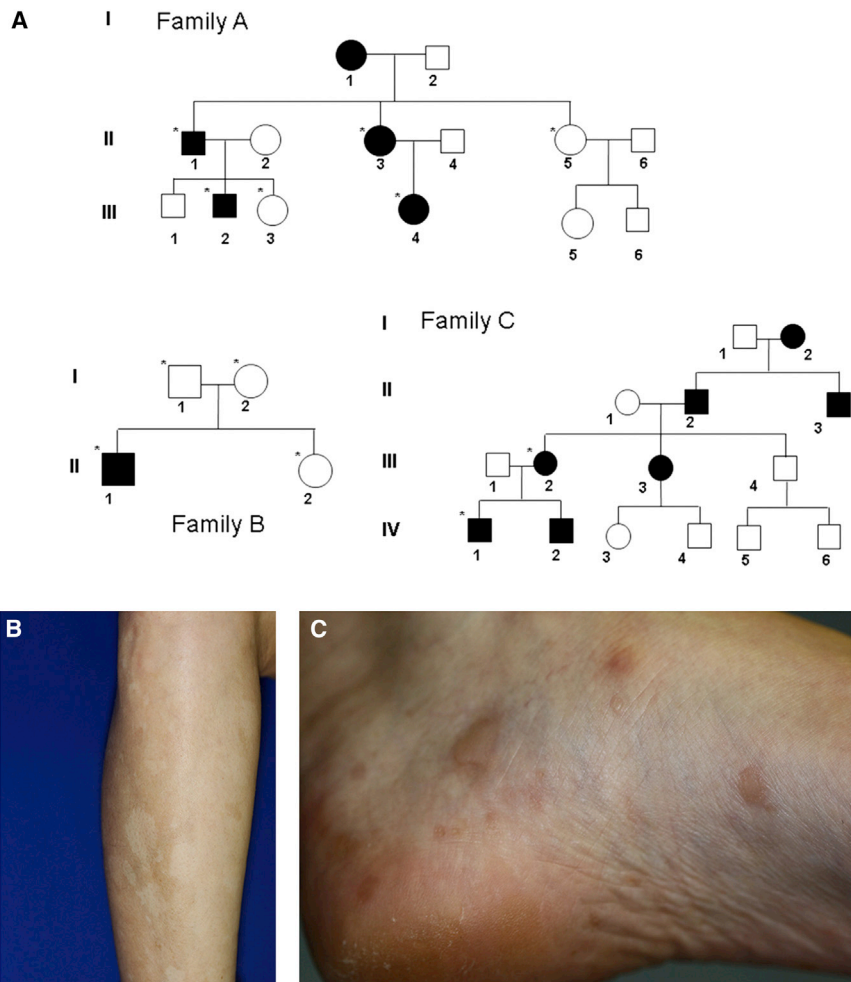 A
I Family A
1 2
* * *
II
1 2 3 4 5 6
* * *
III
1 2 3 4 5 6
I Family C
1 2
* *
I
1 2
II
1 2 3
* *
II
1 2
*
III
1 2 3 4
Family B
*
IV
1 2 3 4 5 6
B
C